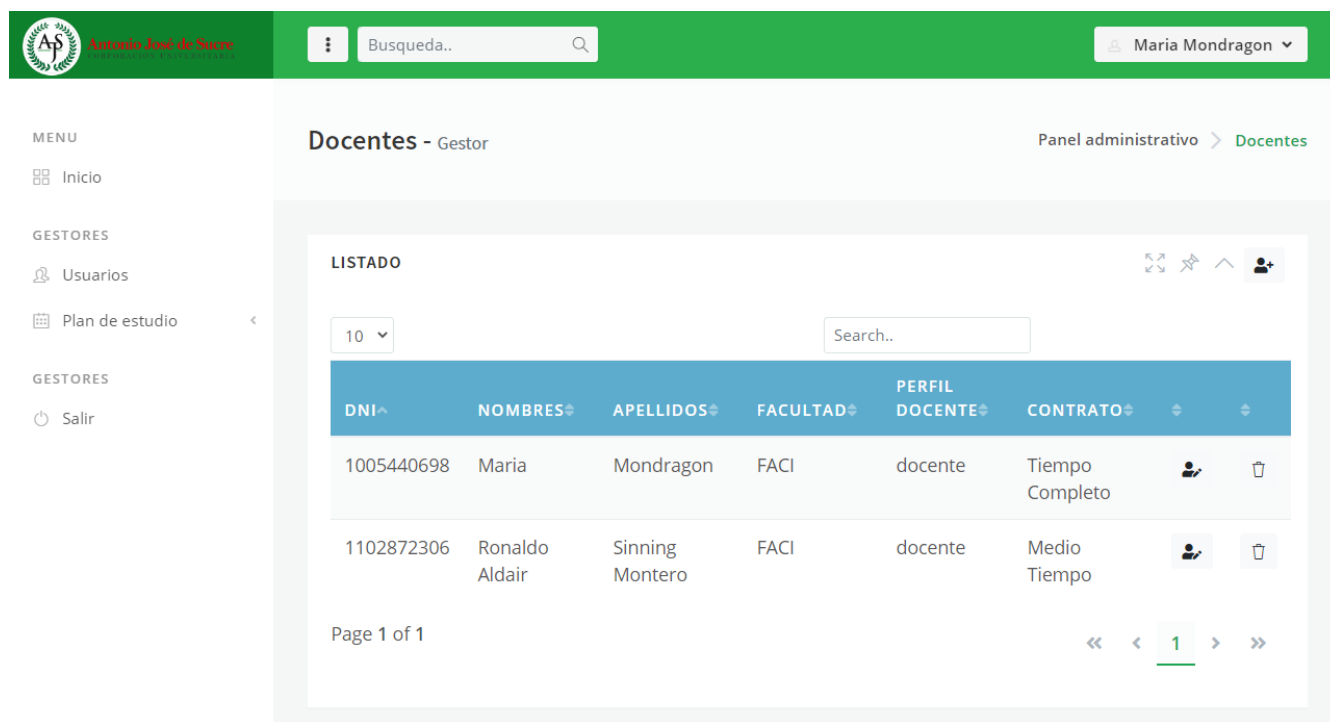 Antonio José de Sucre
CORPORACIÓN UNIVERSITARIA
Busqueda..
Maria Mondragon
MENU
Inicio
GESTORES
Usuarios
Plan de estudio
GESTORES
Salir
Docentes - Gestor
Panel administrativo > Docentes
LISTADO
10
Search..
DNI NOMBRES APELLIDOS FACULTAD PERFIL DOCENTE CONTRATO
1005440698 Maria Mondragon FACI docente Tiempo Completo
1102872306 Ronaldo Aldair Sinning Montero FACI docente Medio Tiempo
Page 1 of 1
« < 1 > »